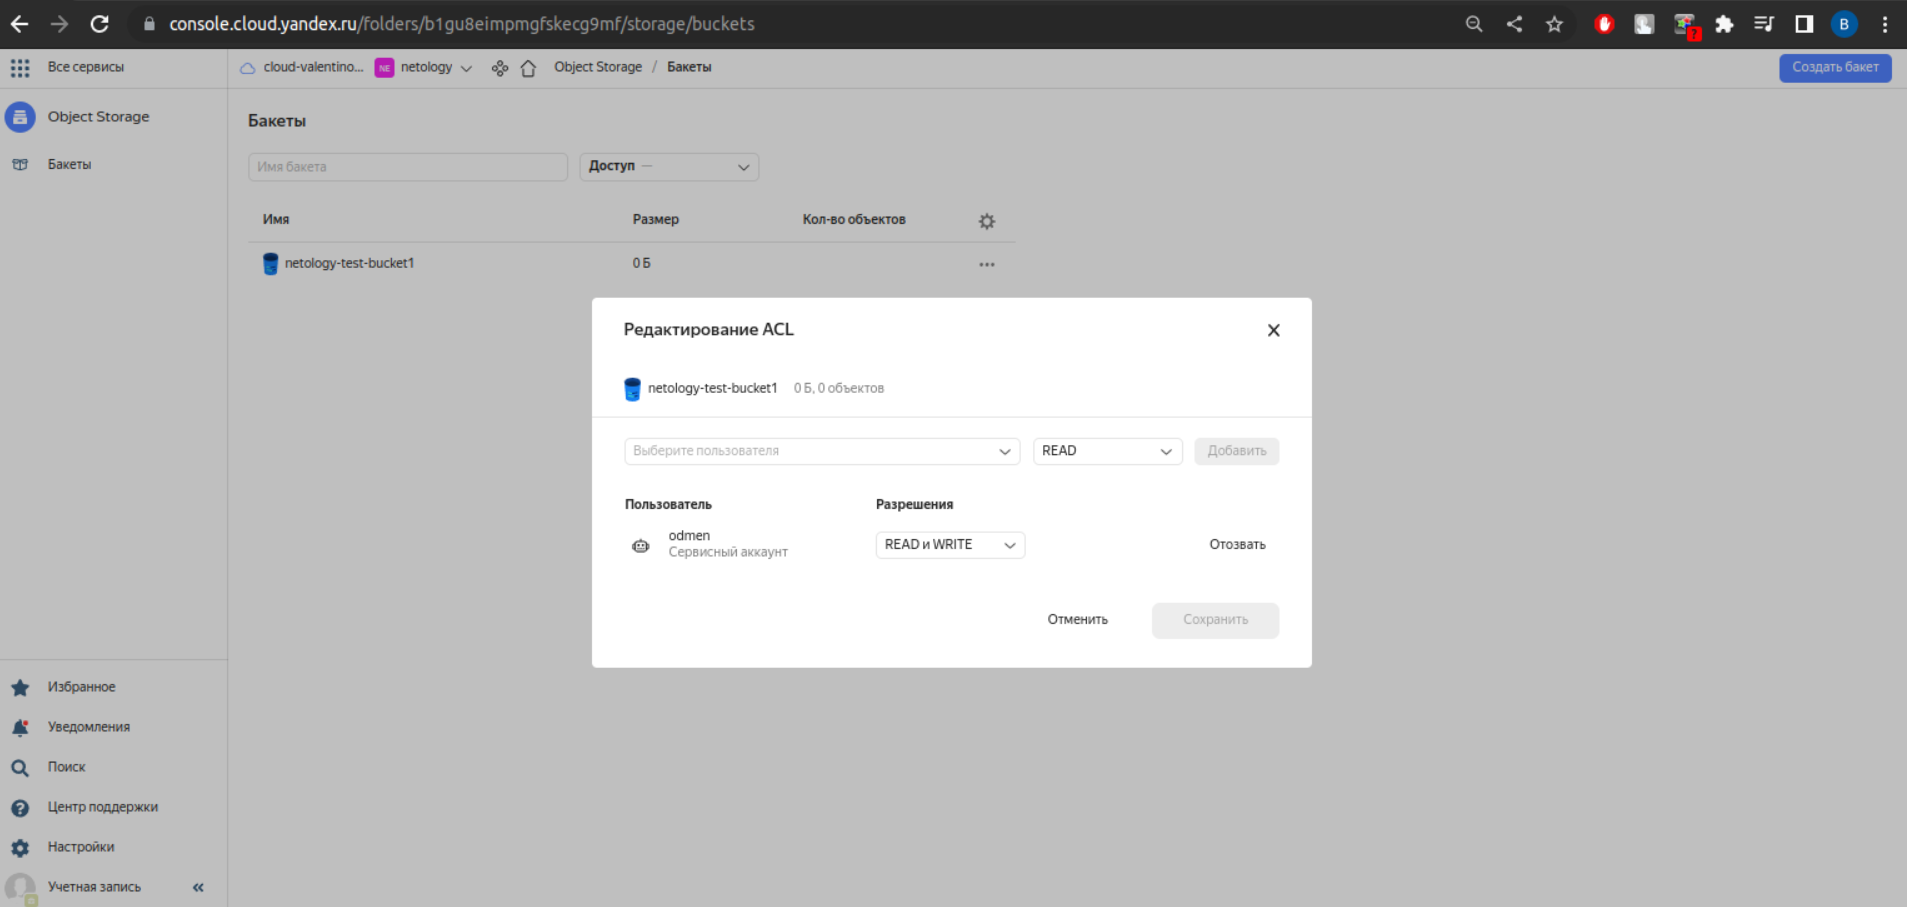 console.cloud.yandex.ru/folders/b1gu8eimpmgfskecg9mf/storage/buckets
?
B
Все сервисы
cloud-valentino... NE netology Object Storage / Бакеты
Создать бакет
Object Storage
Бакеты
Бакеты
Имя бакета
Доступ —
Имя Размер Кол-во объектов
netology-test-bucket1 0 Б
Редактирование ACL
netology-test-bucket1 0 Б, 0 объектов
Выберите пользователя READ Добавить
Пользователь Разрешения
odmen
Сервисный аккаунт
READ и WRITE Отозвать
Отменить Сохранить
Избранное
Уведомления
Поиск
Центр поддержки
Настройки
Учетная запись